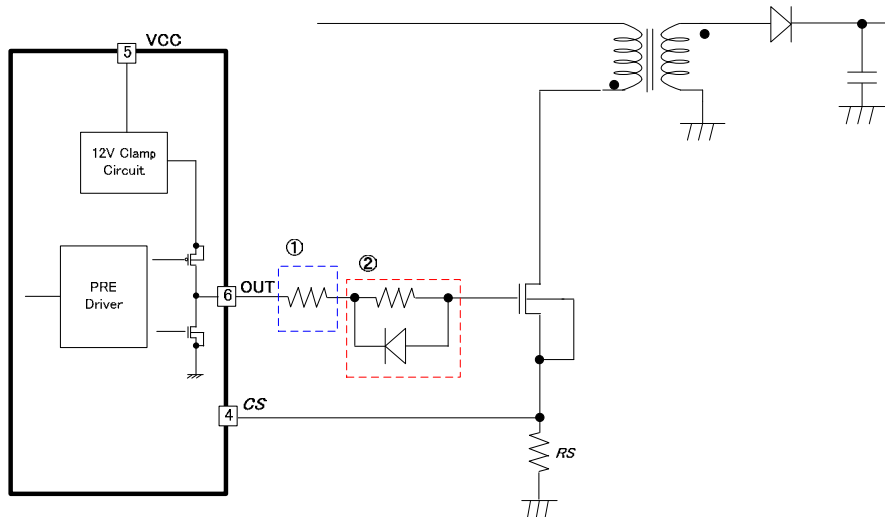 5
VCC
12V Clamp
Circuit
PRE
Driver
6
OUT
①
②
4
CS
RS